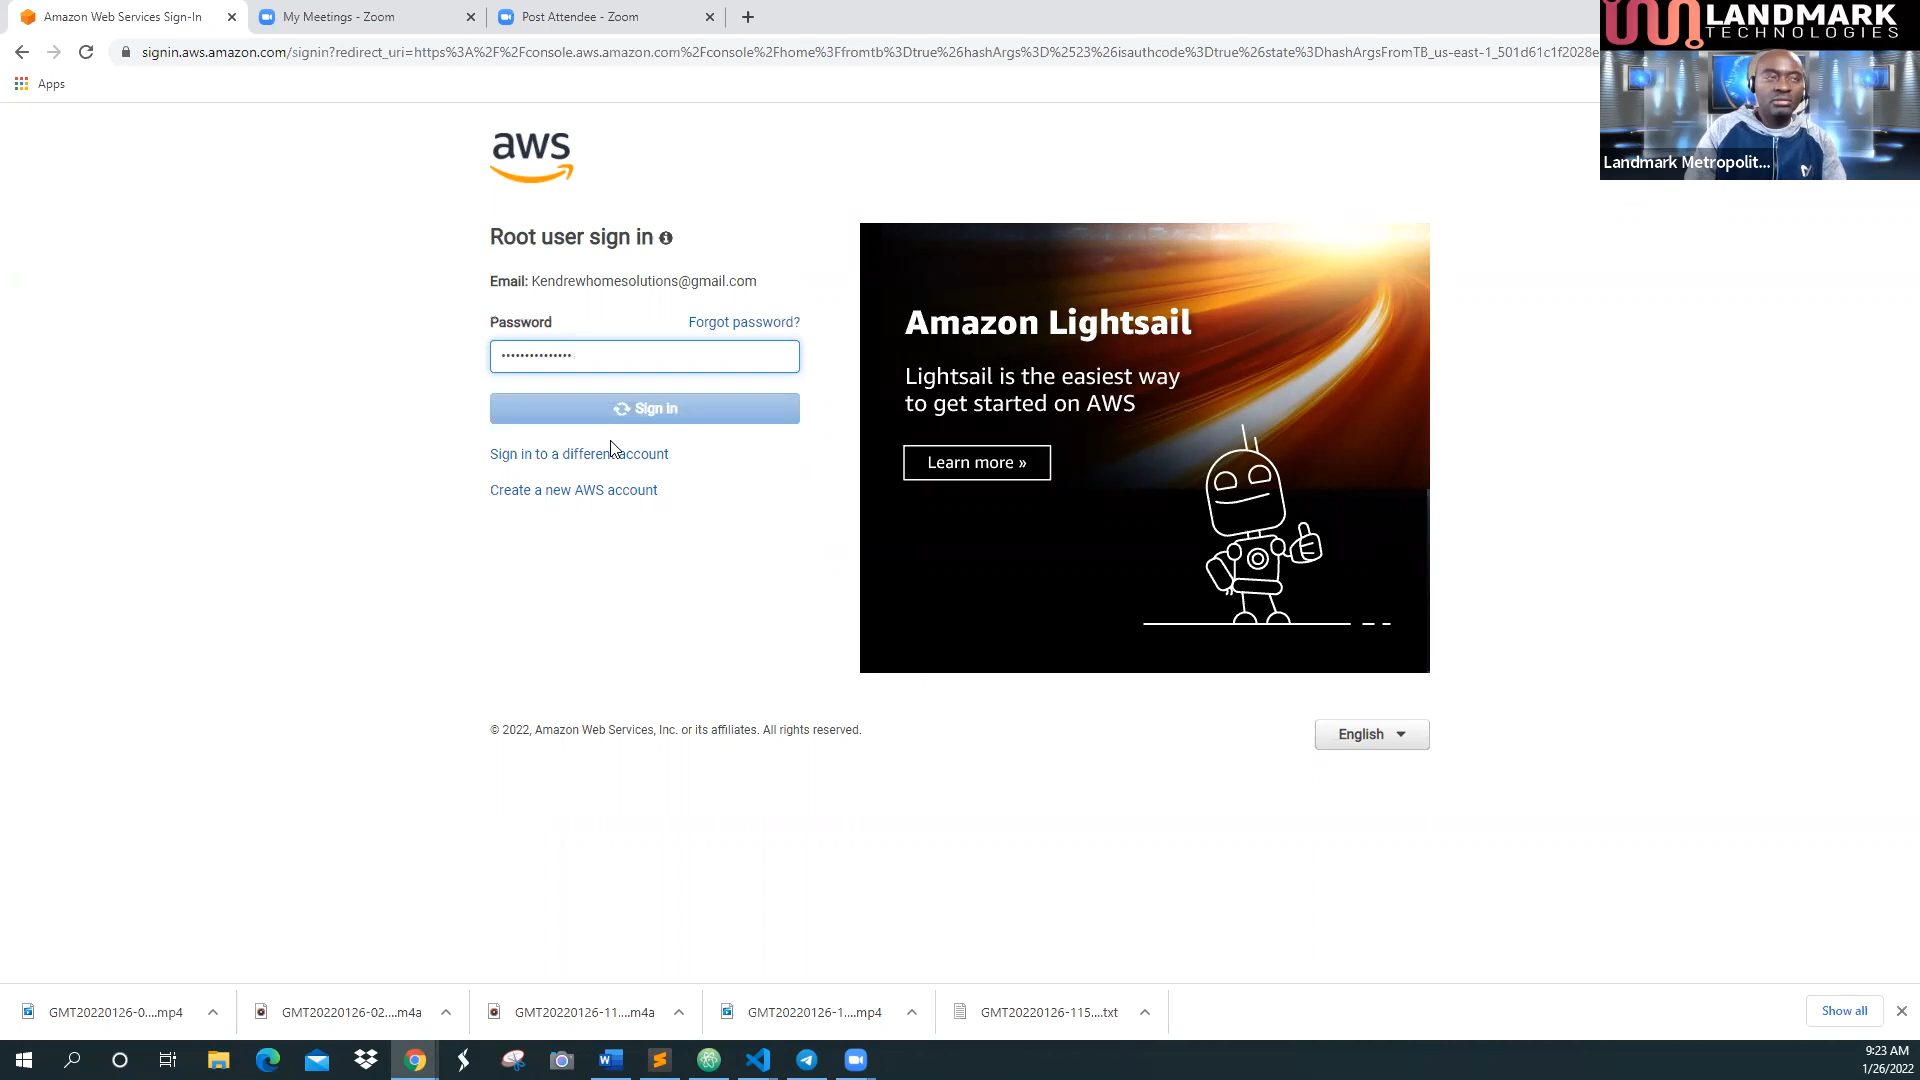 Amazon Web Services Sign-In
My Meetings - Zoom
Post Attendee - Zoom
signin.aws.amazon.com/signin?redirect_uri=https%3A%2F%2Fconsole.aws.amazon.com%2Fconsole%2Fhome%3Ffromtb%3Dtrue%26hashArgs%3D%2523%26isauthcode%3Dtrue%26state%3DhashArgsFromTB_us-east-1_501d61c1f2028e
Apps
LANDMARK
TECHNOLOGIES
Landmark Metropolit...
aws
Root user sign in
Email: Kendrewhomesolutions@gmail.com
Password
Forgot password?
•••••••••••••••
Sign in
Sign in to a different account
Create a new AWS account
Amazon Lightsail
Lightsail is the easiest way
to get started on AWS
Learn more »
© 2022, Amazon Web Services, Inc. or its affiliates. All rights reserved.
English
GMT20220126-0....mp4
GMT20220126-02....m4a
GMT20220126-11....m4a
GMT20220126-1....mp4
GMT20220126-115....txt
Show all
9:23 AM
1/26/2022